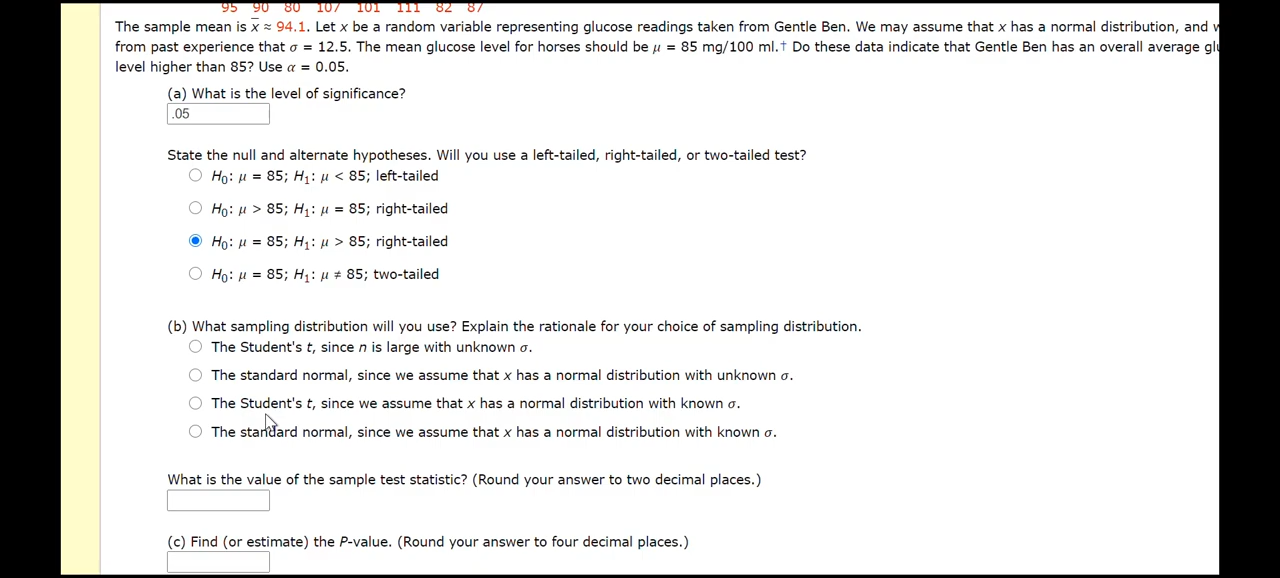 95 90 80 107 101 111 82 87
The sample mean is x̄ ≈ 94.1. Let x be a random variable representing glucose readings taken from Gentle Ben. We may assume that x has a normal distribution, and
from past experience that σ = 12.5. The mean glucose level for horses should be μ = 85 mg/100 ml.† Do these data indicate that Gentle Ben has an overall average
level higher than 85? Use α = 0.05.
(a) What is the level of significance?
.05
State the null and alternate hypotheses. Will you use a left-tailed, right-tailed, or two-tailed test?
H₀: μ = 85; H₁: μ < 85; left-tailed
H₀: μ > 85; H₁: μ = 85; right-tailed
H₀: μ = 85; H₁: μ > 85; right-tailed
H₀: μ = 85; H₁: μ ≠ 85; two-tailed
(b) What sampling distribution will you use? Explain the rationale for your choice of sampling distribution.
The Student's t, since n is large with unknown σ.
The standard normal, since we assume that x has a normal distribution with unknown σ.
The Student's t, since we assume that x has a normal distribution with known σ.
The standard normal, since we assume that x has a normal distribution with known σ.
What is the value of the sample test statistic? (Round your answer to two decimal places.)
(c) Find (or estimate) the P-value. (Round your answer to four decimal places.)